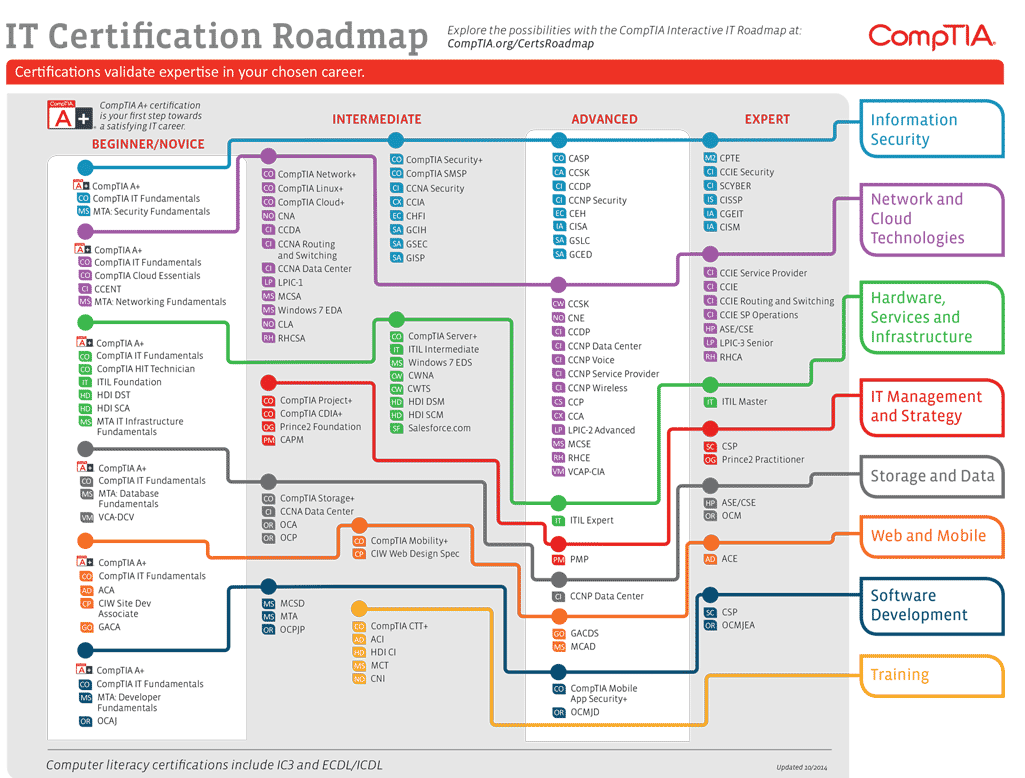 IT Certification Roadmap
Explore the possibilities with the CompTIA Interactive IT Roadmap at:
CompTIA.org/CertsRoadmap
CompTIA.
Certifications validate expertise in your chosen career.
CompTIA
A+
CompTIA A+ certification
is your first step towards
a satisfying IT career.
BEGINNER/NOVICE
INTERMEDIATE
ADVANCED
EXPERT
A+ CompTIA A+
CO CompTIA IT Fundamentals
MS MTA: Security Fundamentals
A+ CompTIA A+
CO CompTIA IT Fundamentals
CO CompTIA Cloud Essentials
CI CCENT
MS MTA: Networking Fundamentals
A+ CompTIA A+
CO CompTIA IT Fundamentals
CO CompTIA HIT Technician
IT ITIL Foundation
HD HDI DST
HD HDI SCA
MS MTA IT Infrastructure
Fundamentals
A+ CompTIA A+
CO CompTIA IT Fundamentals
MS MTA: Database
Fundamentals
VM VCA-DCV
A+ CompTIA A+
CO CompTIA IT Fundamentals
AD ACA
CP CIW Site Dev
Associate
GO GACA
A+ CompTIA A+
CO CompTIA IT Fundamentals
MS MTA: Developer
Fundamentals
OR OCAJ
CO CompTIA Network+
CO CompTIA Linux+
CO CompTIA Cloud+
NO CNA
CI CCDA
CI CCNA Routing
and Switching
CI CCNA Data Center
LP LPIC-1
MS MCSA
MS Windows 7 EDA
NO CLA
RH RHCSA
CO CompTIA Project+
CO CompTIA CDIA+
OG Prince2 Foundation
PM CAPM
CO CompTIA Storage+
CI CCNA Data Center
OR OCA
OR OCP
MS MCSD
MS MTA
OR OCPJP
CO CompTIA Security+
CO CompTIA SMSP
CI CCNA Security
CX CCIA
EC CHFI
SA GCIH
SA GSEC
SA GISP
CO CompTIA Server+
IT ITIL Intermediate
MS Windows 7 EDS
CW CWNA
CW CWTS
HD HDI DSM
HD HDI SCM
SF Salesforce.com
CO CompTIA Mobility+
CP CIW Web Design Spec
CO CompTIA CTT+
AD ACI
HD HDI CI
MS MCT
NO CNI
CO CASP
CA CCSK
CI CCDP
CI CCNP Security
EC CEH
IA CISA
SA GSLC
SA GCED
CW CCSK
NO CNE
CI CCDP
CI CCNP Data Center
CI CCNP Voice
CI CCNP Service Provider
CI CCNP Wireless
CS CCP
CX CCA
LP LPIC-2 Advanced
MS MCSE
RH RHCE
VM VCAP-CIA
IT ITIL Expert
PM PMP
CI CCNP Data Center
GO GACDS
MS MCAD
CO CompTIA Mobile
App Security+
OR OCMJD
M2 CPTE
CI CCIE Security
CI SCYBER
IS CISSP
IA CGEIT
IA CISM
CI CCIE Service Provider
CI CCIE
CI CCIE Routing and Switching
CI CCIE SP Operations
HP ASE/CSE
LP LPIC-3 Senior
RH RHCA
IT ITIL Master
SC CSP
OG Prince2 Practitioner
HP ASE/CSE
OR OCM
AD ACE
SC CSP
OR OCMJEA
Information
Security
Network and
Cloud
Technologies
Hardware,
Services and
Infrastructure
IT Management
and Strategy
Storage and Data
Web and Mobile
Software
Development
Training
Computer literacy certifications include IC3 and ECDL/ICDL
Updated 10/2014